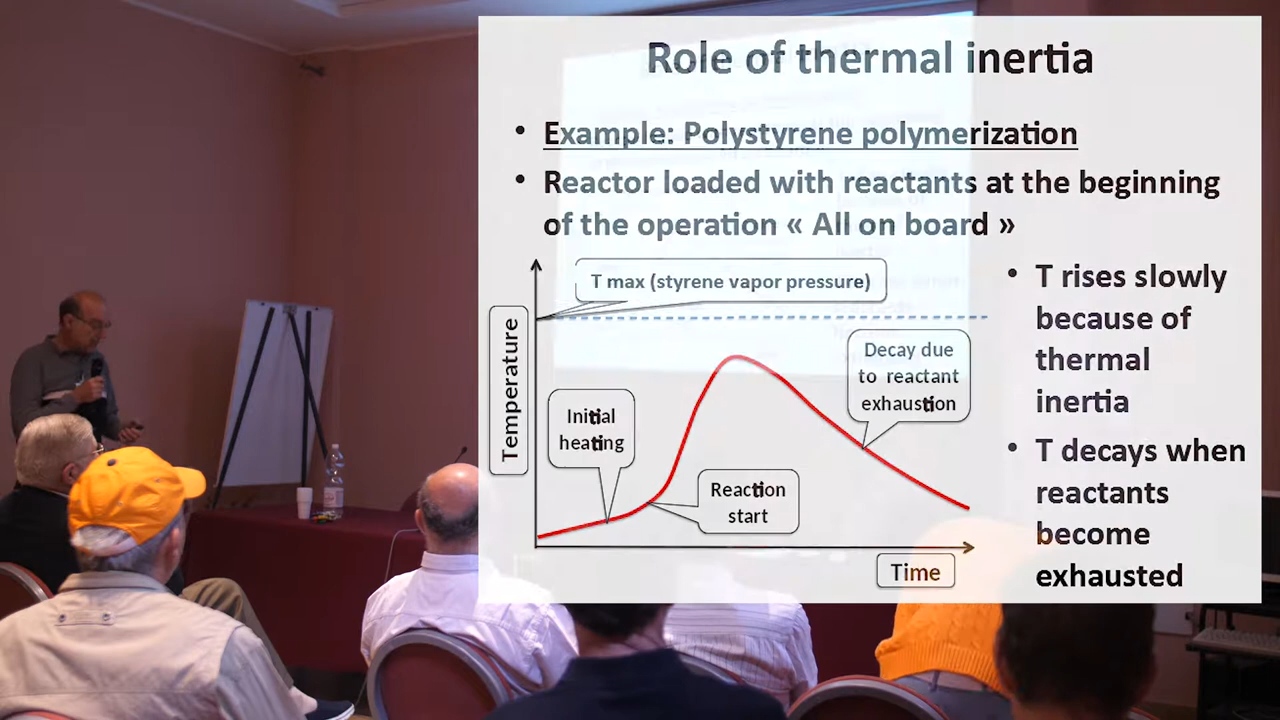 Role of thermal inertia
• Example: Polystyrene polymerization
• Reactor loaded with reactants at the beginning
of the operation « All on board »
T max (styrene vapor pressure)
Temperature
Initial
heating
Reaction
start
Decay due
to reactant
exhaustion
Time
• T rises slowly
because of
thermal
inertia
• T decays when
reactants
become
exhausted